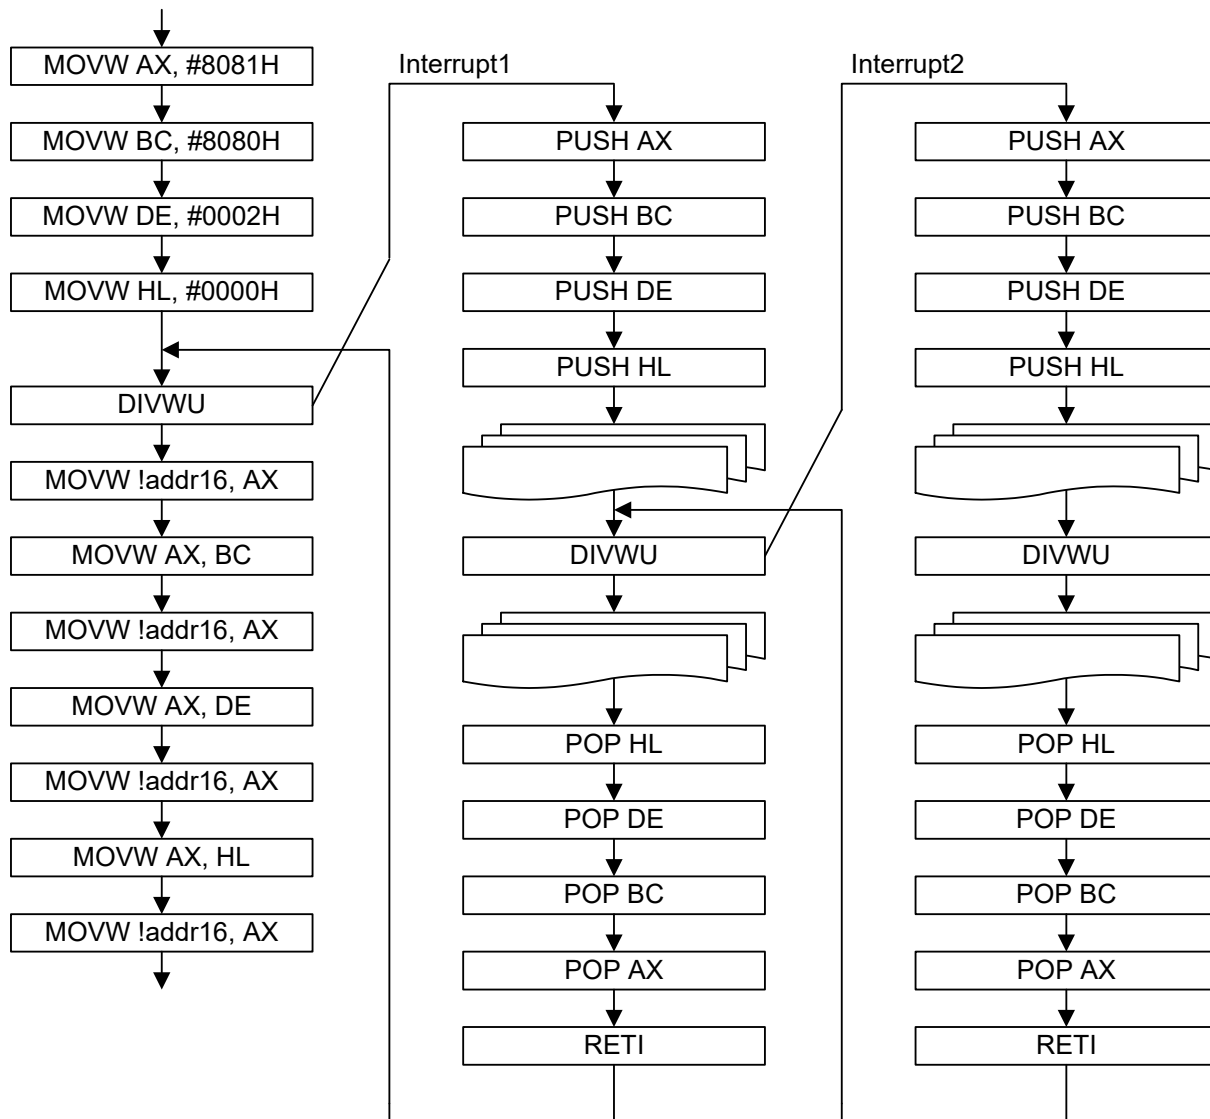 MOVW AX, #8081H
MOVW BC, #8080H
MOVW DE, #0002H
MOVW HL, #0000H
DIVWU
MOVW !addr16, AX
MOVW AX, BC
MOVW !addr16, AX
MOVW AX, DE
MOVW !addr16, AX
MOVW AX, HL
MOVW !addr16, AX
Interrupt1
PUSH AX
PUSH BC
PUSH DE
PUSH HL
DIVWU
POP HL
POP DE
POP BC
POP AX
RETI
Interrupt2
PUSH AX
PUSH BC
PUSH DE
PUSH HL
DIVWU
POP HL
POP DE
POP BC
POP AX
RETI